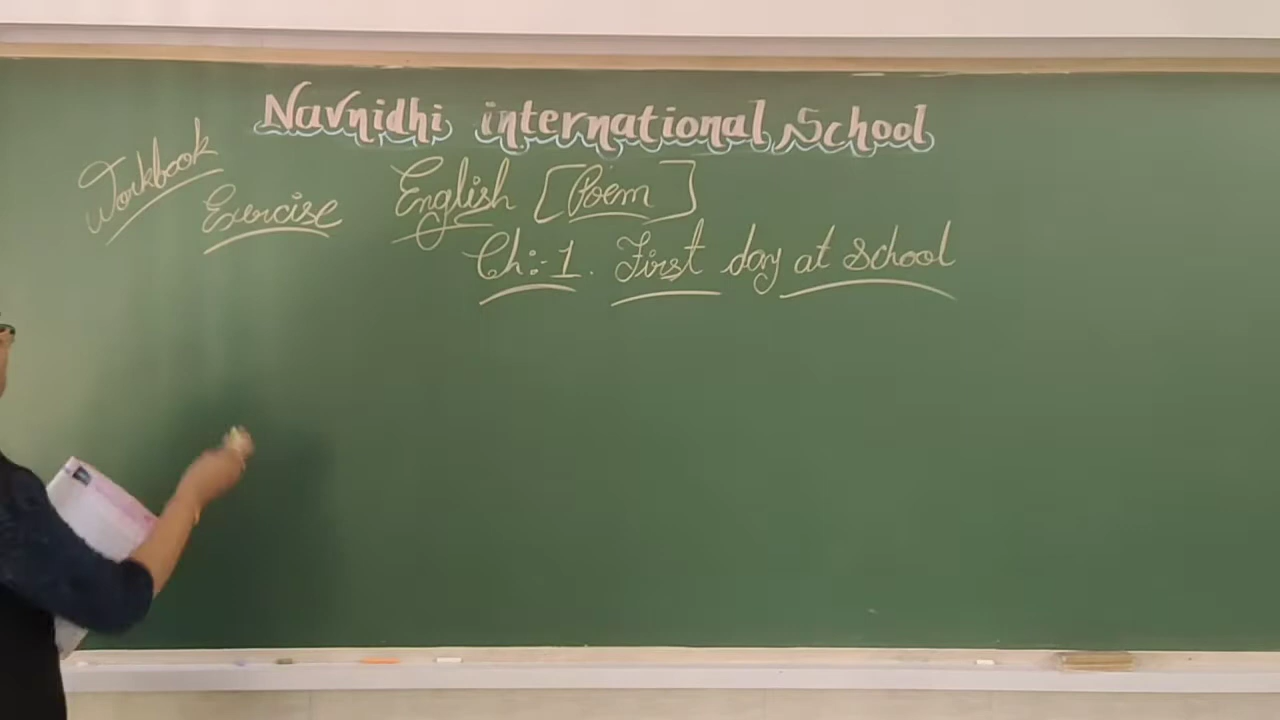 Navnidhi international School
Workbook
Exercise
English [Poem]
Ch:-1. First day at school